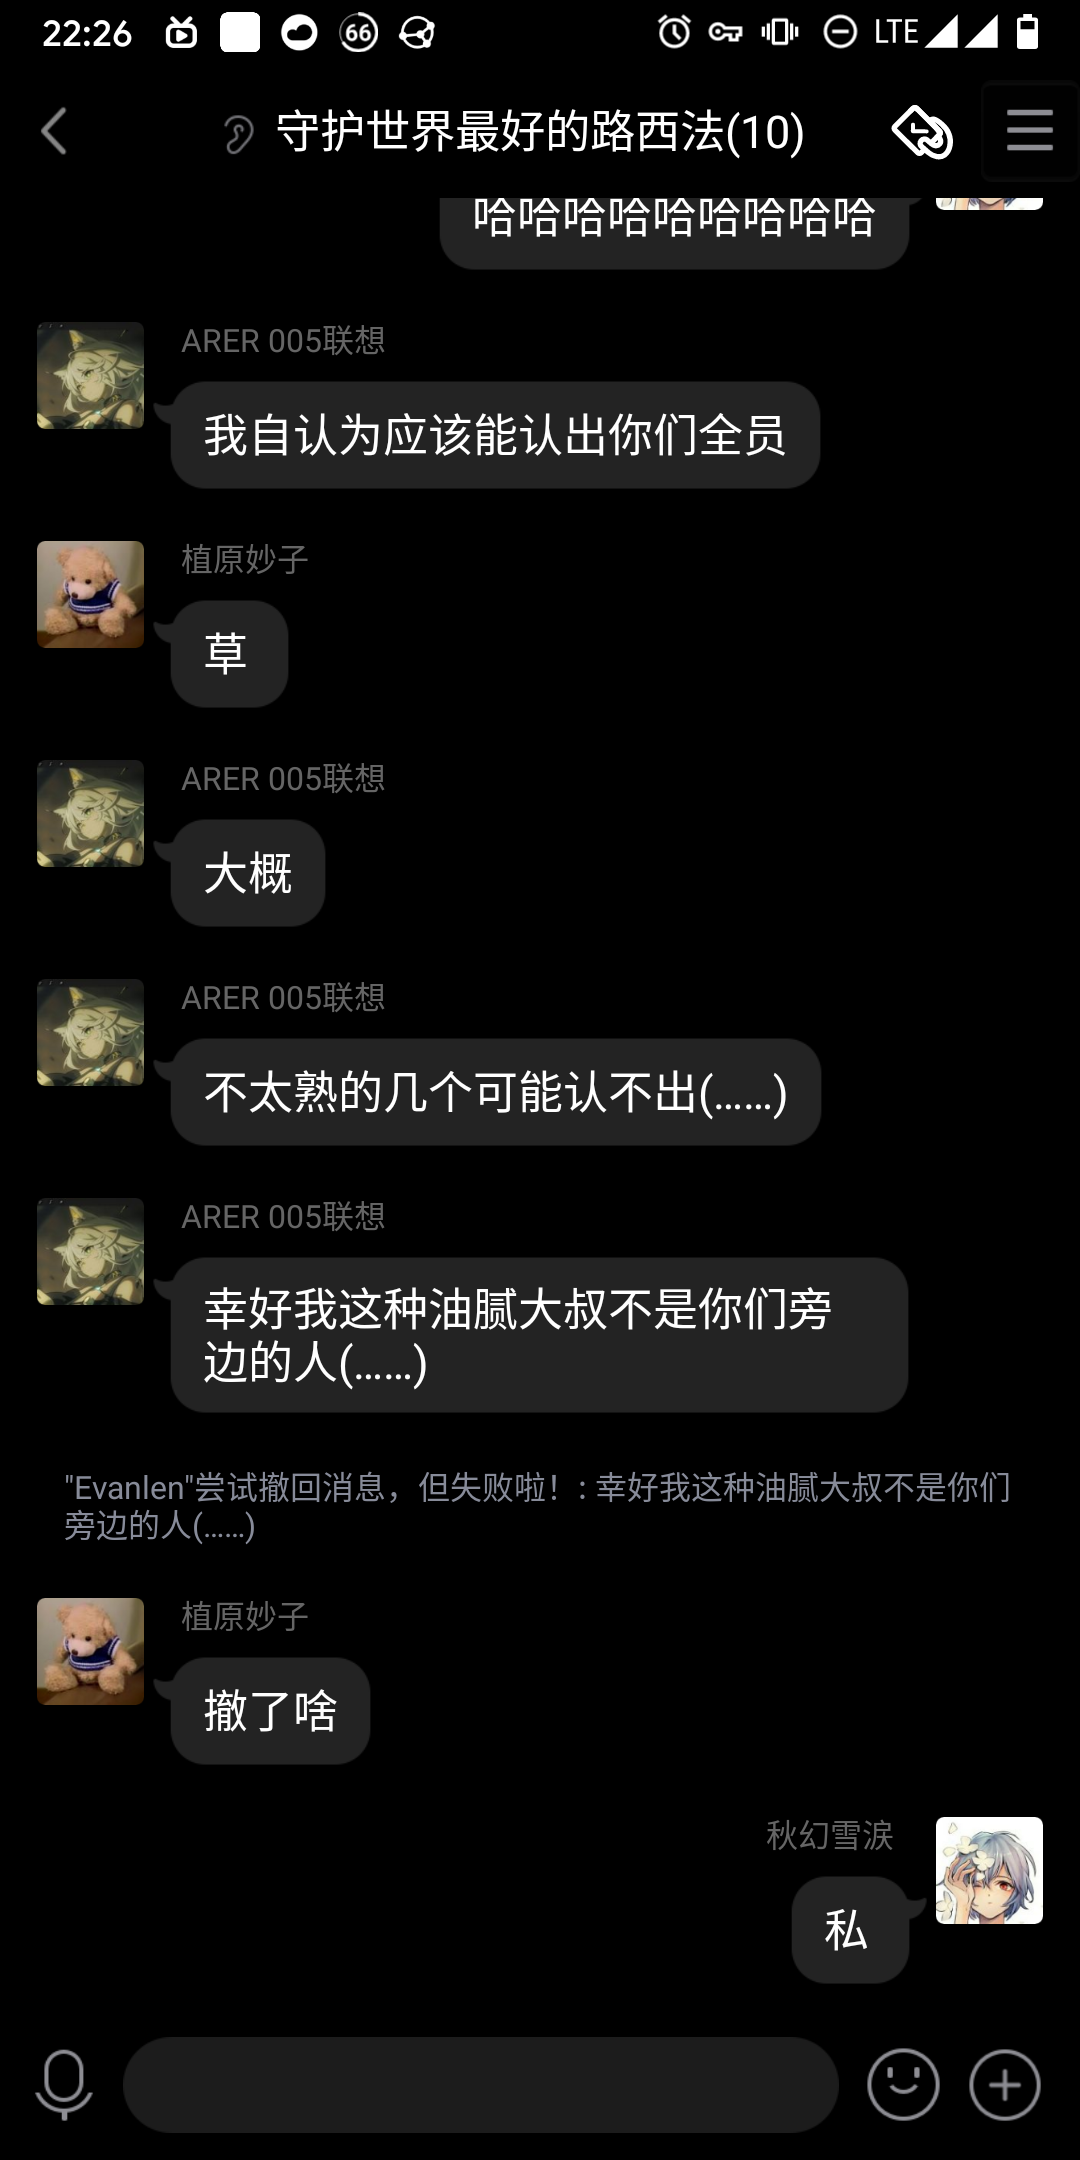 22:26
66
LTE
守护世界最好的路西法(10)
哈哈哈哈哈哈哈哈哈
ARER 005联想
我自认为应该能认出你们全员
植原妙子
草
ARER 005联想
大概
ARER 005联想
不太熟的几个可能认不出(……)
ARER 005联想
幸好我这种油腻大叔不是你们旁
边的人(……)
"Evanlen"尝试撤回消息，但失败啦！: 幸好我这种油腻大叔不是你们
旁边的人(……)
植原妙子
撤了啥
秋幻雪涙
私